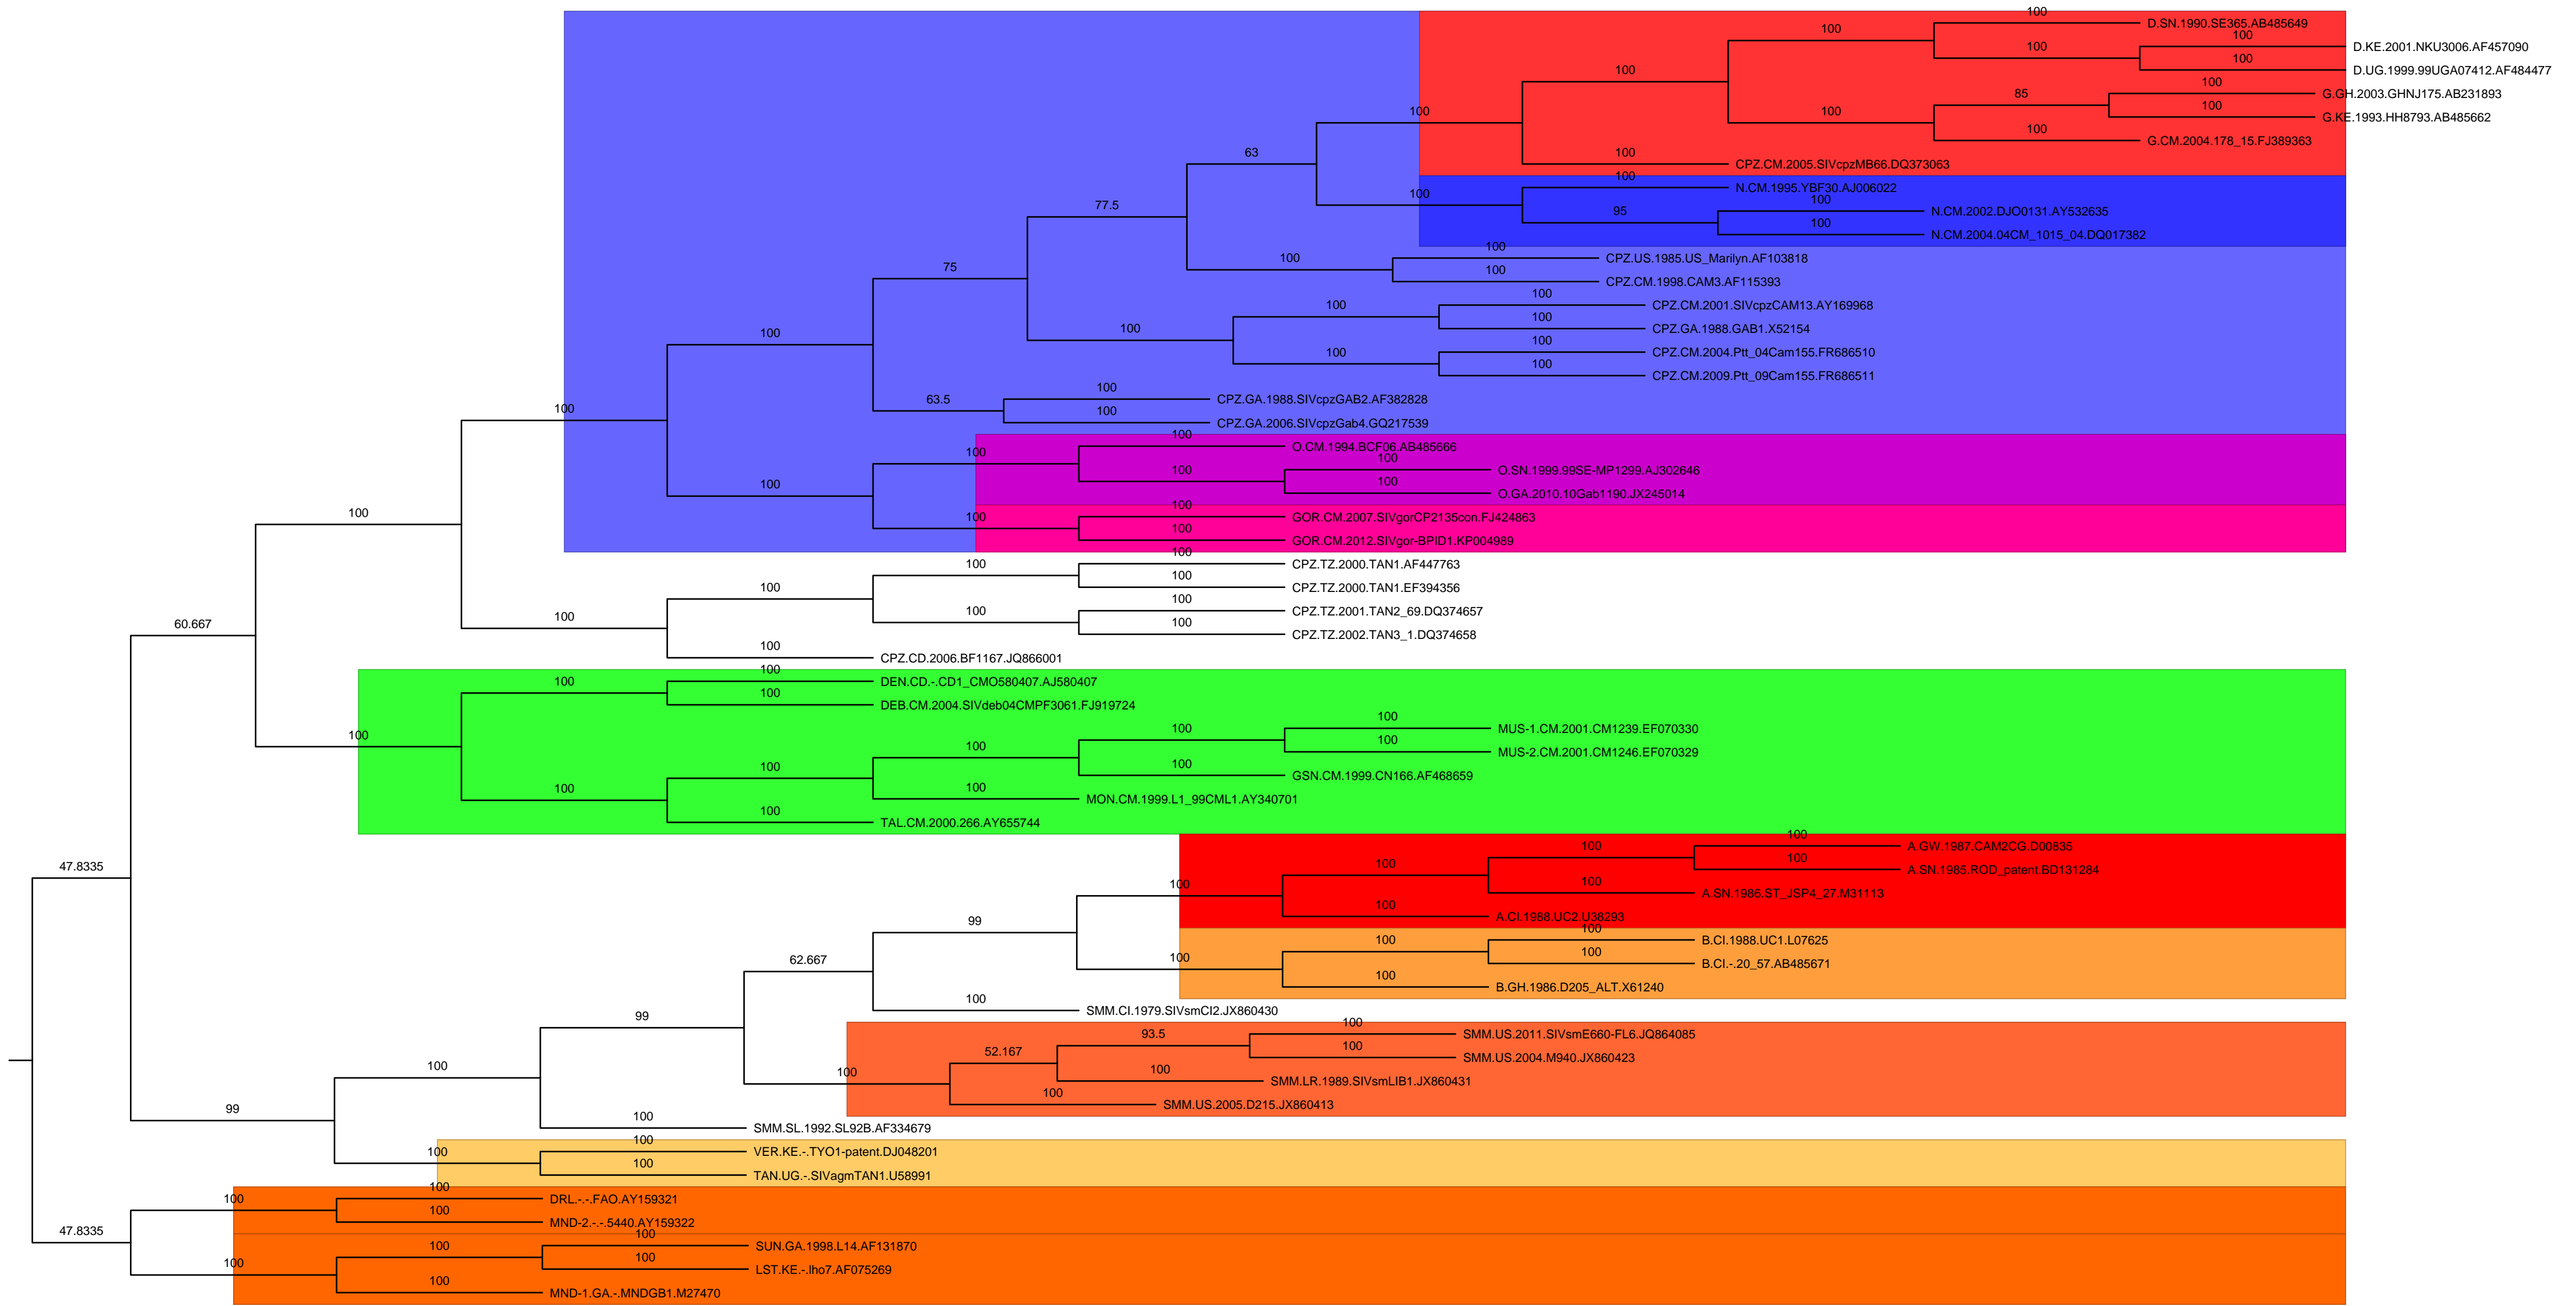 100
D.SN.1990.SE365.AB485649
100
100
D.KE.2001.NKU3006.AF457090
100
100
D.UG.1999.99UGA07412.AF484477
100
100
G.GH.2003.GHNJ175.AB231893
85
100
G.KE.1993.HH8793.AB485662
100
100
G.CM.2004.178_15.FJ389363
100
100
CPZ.CM.2005.SIVcpzMB66.DQ373063
63
100
N.CM.1995.YBF30.AJ006022
100
100
N.CM.2002.DJO0131.AY532635
95
100
N.CM.2004.04CM_1015_04.DQ017382
77.5
100
CPZ.US.1985.US_Marilyn.AF103818
100
100
CPZ.CM.1998.CAM3.AF115393
75
100
CPZ.CM.2001.SIVcpzCAM13.AY169968
100
100
CPZ.GA.1988.GAB1.X52154
100
100
CPZ.CM.2004.Ptt_04Cam155.FR686510
100
100
CPZ.CM.2009.Ptt_09Cam155.FR686511
100
100
CPZ.GA.1988.SIVcpzGAB2.AF382828
63.5
100
CPZ.GA.2006.SIVcpzGab4.GQ217539
100
100
O.CM.1994.BCF06.AB485666
100
100
O.SN.1999.99SE-MP1299.AJ302646
100
100
O.GA.2010.10Gab1190.JX245014
100
100
GOR.CM.2007.SIVgorCP2135con.FJ424863
100
100
GOR.CM.2012.SIVgor-BPID1.KP004989
100
100
CPZ.TZ.2000.TAN1.AF447763
100
100
CPZ.TZ.2000.TAN1.EF394356
100
100
CPZ.TZ.2001.TAN2_69.DQ374657
100
100
CPZ.TZ.2002.TAN3_1.DQ374658
100
100
CPZ.CD.2006.BF1167.JQ866001
60.667
100
DEN.CD.-.CD1_CMO580407.AJ580407
100
100
DEB.CM.2004.SIVdeb04CMPF3061.FJ919724
100
100
MUS-1.CM.2001.CM1239.EF070330
100
100
MUS-2.CM.2001.CM1246.EF070329
100
100
GSN.CM.1999.CN166.AF468659
100
100
MON.CM.1999.L1_99CML1.AY340701
100
100
TAL.CM.2000.266.AY655744
47.8335
100
A.GW.1987.CAM2CG.D00835
100
100
A.SN.1985.ROD_patent.BD131284
100
100
A.SN.1986.ST_JSP4_27.M31113
100
100
A.CI.1988.UC2.U38293
99
100
B.CI.1988.UC1.L07625
100
100
B.CI.-.20_57.AB485671
100
100
B.GH.1986.D205_ALT.X61240
62.667
100
SMM.CI.1979.SIVsmCI2.JX860430
99
100
SMM.US.2011.SIVsmE660-FL6.JQ864085
93.5
100
SMM.US.2004.M940.JX860423
52.167
100
SMM.LR.1989.SIVsmLIB1.JX860431
100
100
SMM.US.2005.D215.JX860413
100
100
SMM.SL.1992.SL92B.AF334679
99
100
VER.KE.-.TYO1-patent.DJ048201
100
100
TAN.UG.-.SIVagmTAN1.U58991
100
DRL.-.-.FAO.AY159321
100
100
MND-2.-.-.5440.AY159322
47.8335
100
SUN.GA.1998.L14.AF131870
100
100
LST.KE.-.lho7.AF075269
100
100
MND-1.GA.-.MNDGB1.M27470